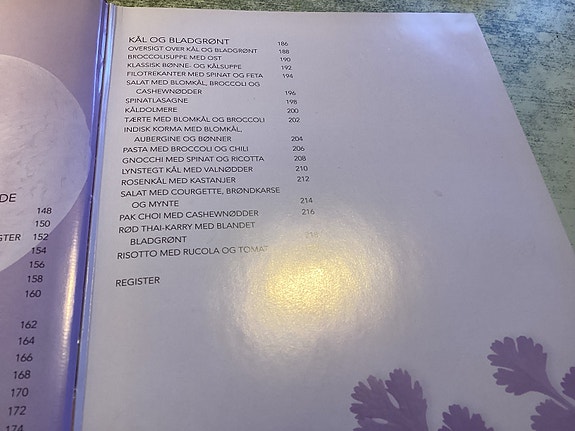 DE
148
150
GTER 152
154
156
158
160
162
164
166
168
170
172
174
KÅL OG BLADGRØNT 186
OVERSIGT OVER KÅL OG BLADGRØNT 188
BROCCOLISUPPE MED OST 190
KLASSISK BØNNE- OG KÅLSUPPE 192
FILOTREKANTER MED SPINAT OG FETA 194
SALAT MED BLOMKÅL, BROCCOLI OG
CASHEWNØDDER 196
SPINATLASAGNE 198
KÅLDOLMERE 200
TÆRTE MED BLOMKÅL OG BROCCOLI 202
INDISK KORMA MED BLOMKÅL,
AUBERGINE OG BØNNER 204
PASTA MED BROCCOLI OG CHILI 206
GNOCCHI MED SPINAT OG RICOTTA 208
LYNSTEGT KÅL MED VALNØDDER 210
ROSENKÅL MED KASTANJER 212
SALAT MED COURGETTE, BRØNDKARSE
OG MYNTE 214
PAK CHOI MED CASHEWNØDDER 216
RØD THAI-KARRY MED BLANDET
BLADGRØNT 218
RISOTTO MED RUCOLA OG TOMAT
REGISTER